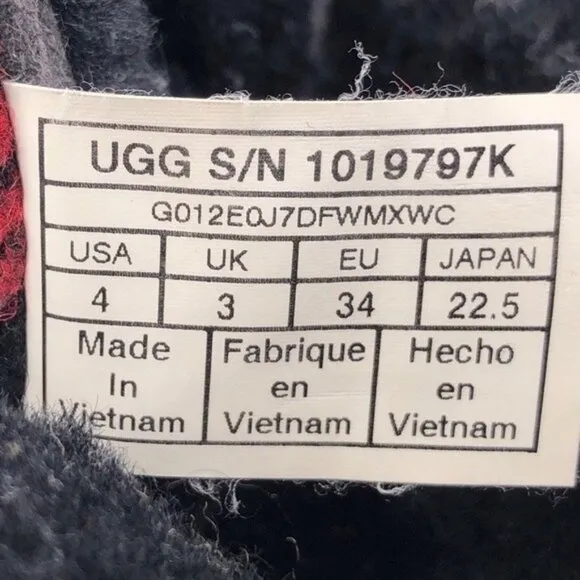 UGG S/N 1019797K
G012E0J7DFWMXWC
USA UK EU JAPAN
4 3 34 22.5
Made Fabrique Hecho
In en en
Vietnam Vietnam Vietnam